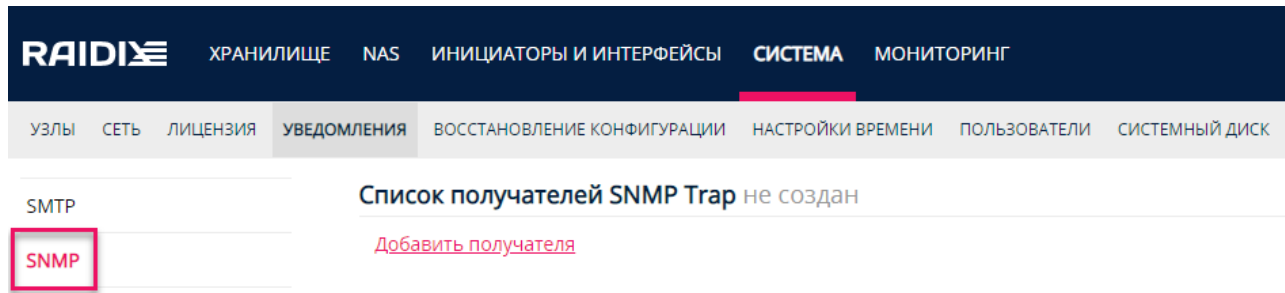 RAIDIX ХРАНИЛИЩЕ NAS ИНИЦИАТОРЫ И ИНТЕРФЕЙСЫ СИСТЕМА МОНИТОРИНГ
УЗЛЫ СЕТЬ ЛИЦЕНЗИЯ УВЕДОМЛЕНИЯ ВОССТАНОВЛЕНИЕ КОНФИГУРАЦИИ НАСТРОЙКИ ВРЕМЕНИ ПОЛЬЗОВАТЕЛИ СИСТЕМНЫЙ ДИСК
SMTP
SNMP
Список получателей SNMP Trap не создан
Добавить получателя